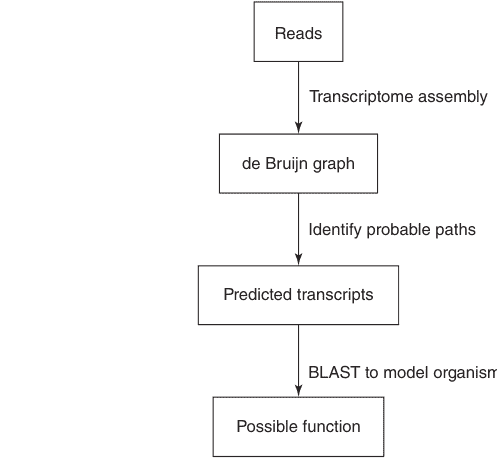 Reads
Transcriptome assembly
de Bruijn graph
Identify probable paths
Predicted transcripts
BLAST to model organism
Possible function